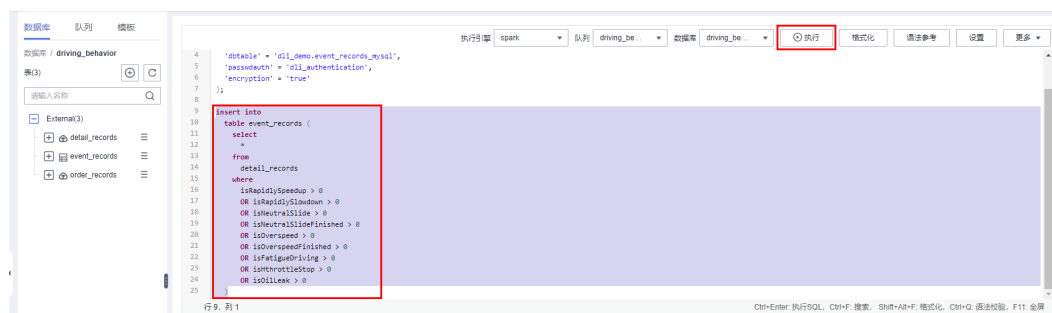 数据库 队列 模板
执行引擎 spark 队列 driving_be... 数据库 driving_be... 执行 格式化 语法参考 设置 更多
数据库 / driving_behavior
表(3)
请输入名称
External(3)
detail_records
event_records
order_records
4 'dbtable' = 'dli_demo.event_records_mysql',
5 'passwdauth' = 'dli_authentication',
6 'encryption' = 'true'
7 );
8
9 insert into
10 table event_records (
11 select
12 *
13 from
14 detail_records
15 where
16 isRapidlySpeedup > 0
17 OR isRapidlySlowdown > 0
18 OR isNeutralSlide > 0
19 OR isNeutralSlideFinished > 0
20 OR isOverspeed > 0
21 OR isOverspeedFinished > 0
22 OR isFatigueDriving > 0
23 OR isHthrottleStop > 0
24 OR isOilLeak > 0
25 )
行 9, 列 1 Ctrl+Enter: 执行SQL, Ctrl+F: 搜索, Shift+Alt+F: 格式化, Ctrl+Q: 语法校验, F11: 全屏